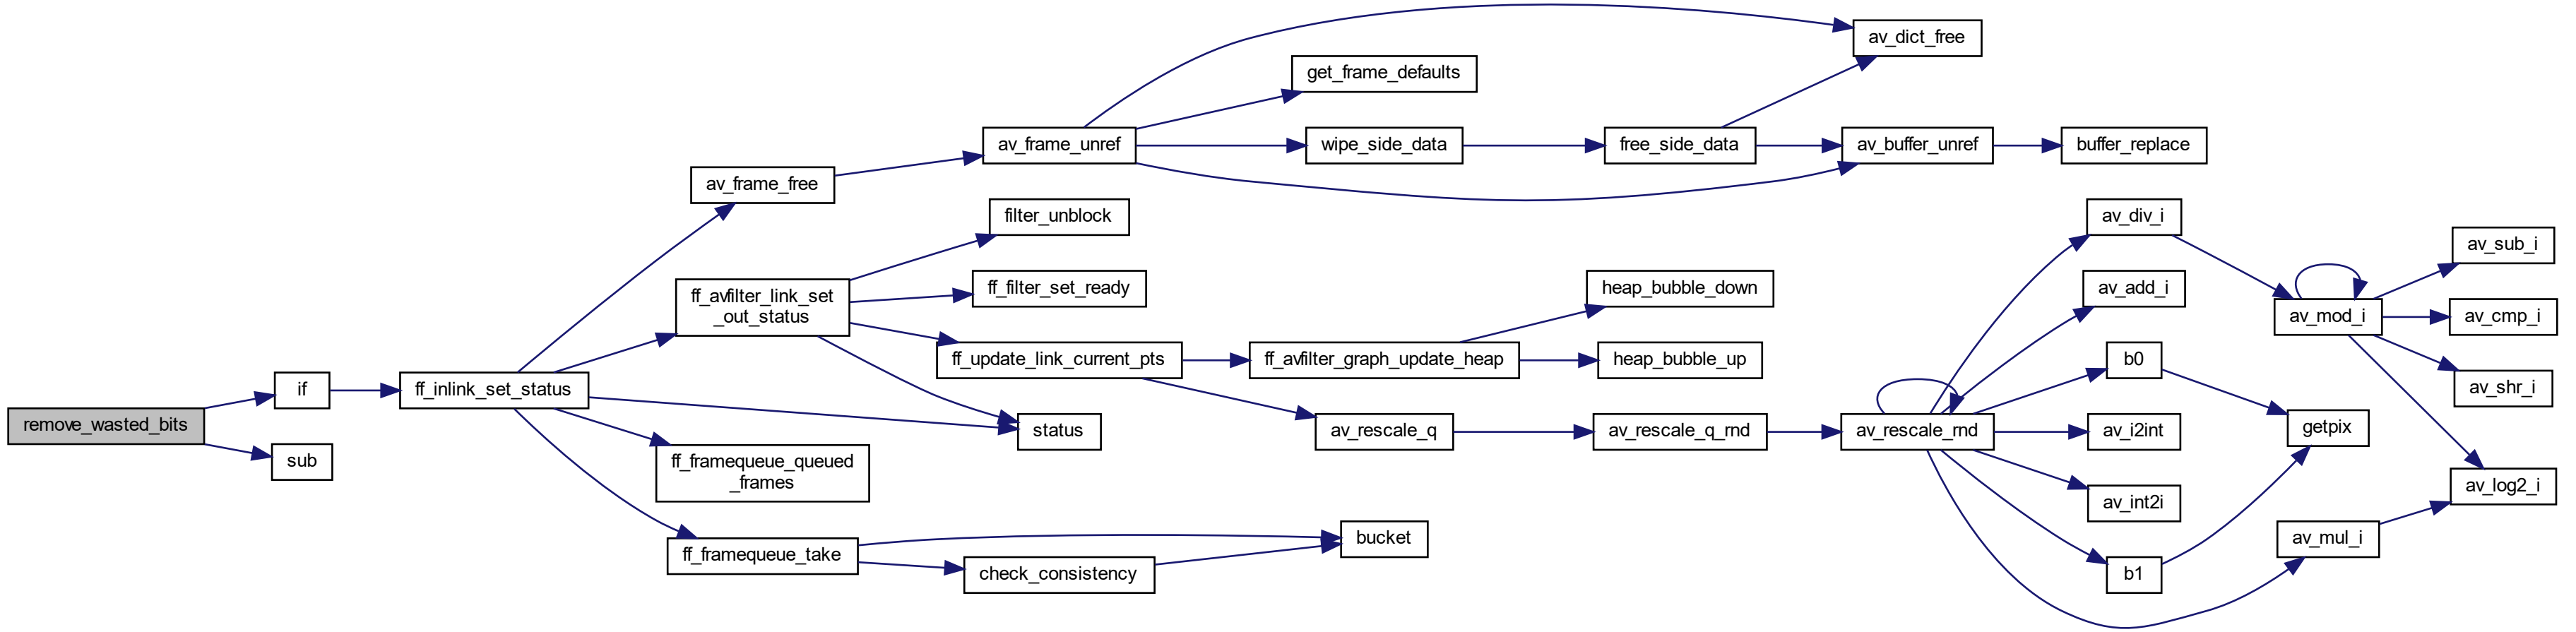 remove_wasted_bits
if
sub
ff_inlink_set_status
av_frame_free
ff_avfilter_link_set
_out_status
ff_framequeue_queued
_frames
ff_framequeue_take
av_frame_unref
filter_unblock
ff_filter_set_ready
ff_update_link_current_pts
status
check_consistency
bucket
get_frame_defaults
wipe_side_data
ff_avfilter_graph_update_heap
av_rescale_q
free_side_data
heap_bubble_down
heap_bubble_up
av_rescale_q_rnd
av_dict_free
av_buffer_unref
av_rescale_rnd
buffer_replace
av_div_i
av_add_i
b0
av_i2int
av_int2i
b1
av_mod_i
getpix
av_mul_i
av_sub_i
av_cmp_i
av_shr_i
av_log2_i